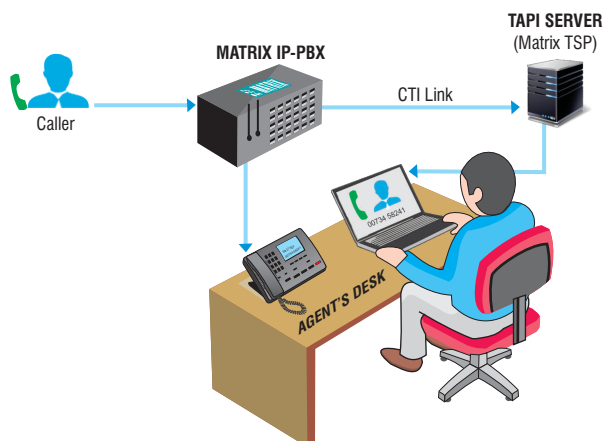 TAPI SERVER
(Matrix TSP)
MATRIX IP-PBX
CTI Link
Caller
00734 56241
AGENT'S DESK